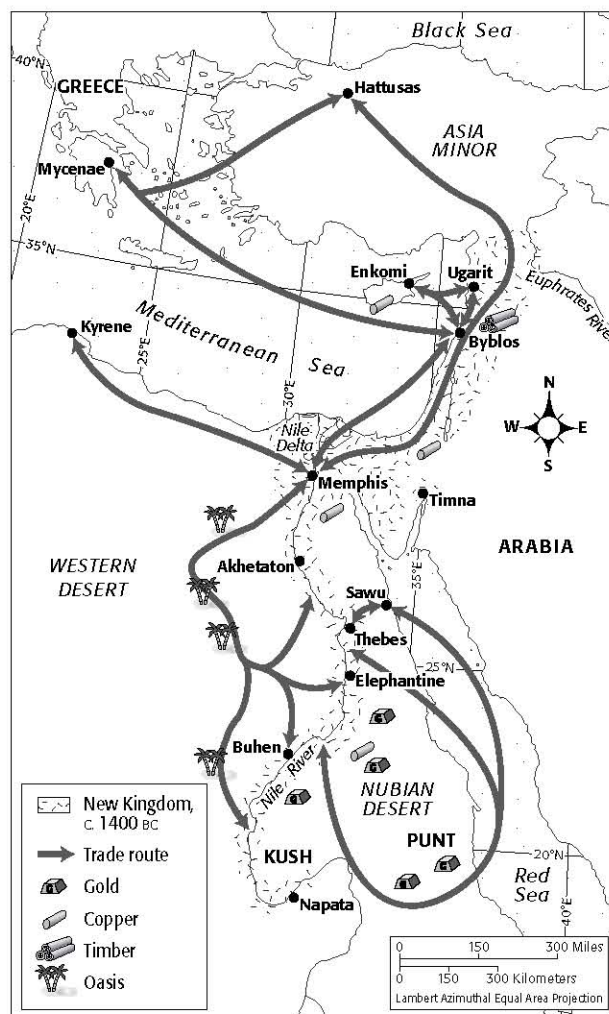 Black Sea
40°N
GREECE
Hattusas
ASIA
MINOR
Mycenae
20°E
35°N
Enkomi
Ugarit
Euphrates River
Kyrene
Mediterranean
Sea
Byblos
25°E
30°E
N
W
E
S
Nile
Delta
Memphis
Timna
ARABIA
WESTERN
DESERT
Akhetaton
35°E
Sawu
Thebes
25°N
Elephantine
Buhen
Nile River
NUBIAN
DESERT
PUNT
KUSH
20°N
Red
Sea
Napata
40°E
New Kingdom,
C. 1400 BC
Trade route
G
Gold
Copper
Timber
Oasis
0 150 300 Miles
0 150 300 Kilometers
Lambert Azimuthal Equal Area Projection